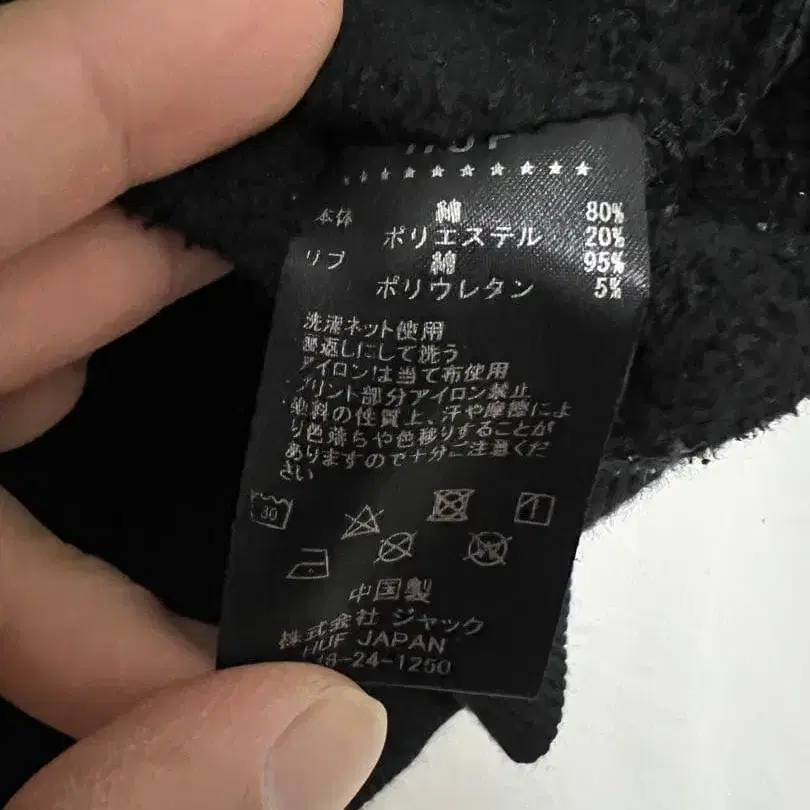 HUF
★★★★★★★★★★
本体 綿 80%
ポリエステル 20%
リブ 綿 95%
ポリウレタン 5%
洗濯ネット使用
裏返しにして洗う
アイロンは当て布使用
プリント部分アイロン禁止
染料の性質上、汗や摩擦によ
り色落ちや色移りすることが
ありますので十分ご注意くだ
さい
30
中国製
株式会社 ジャック
HUF JAPAN
18-24-1250